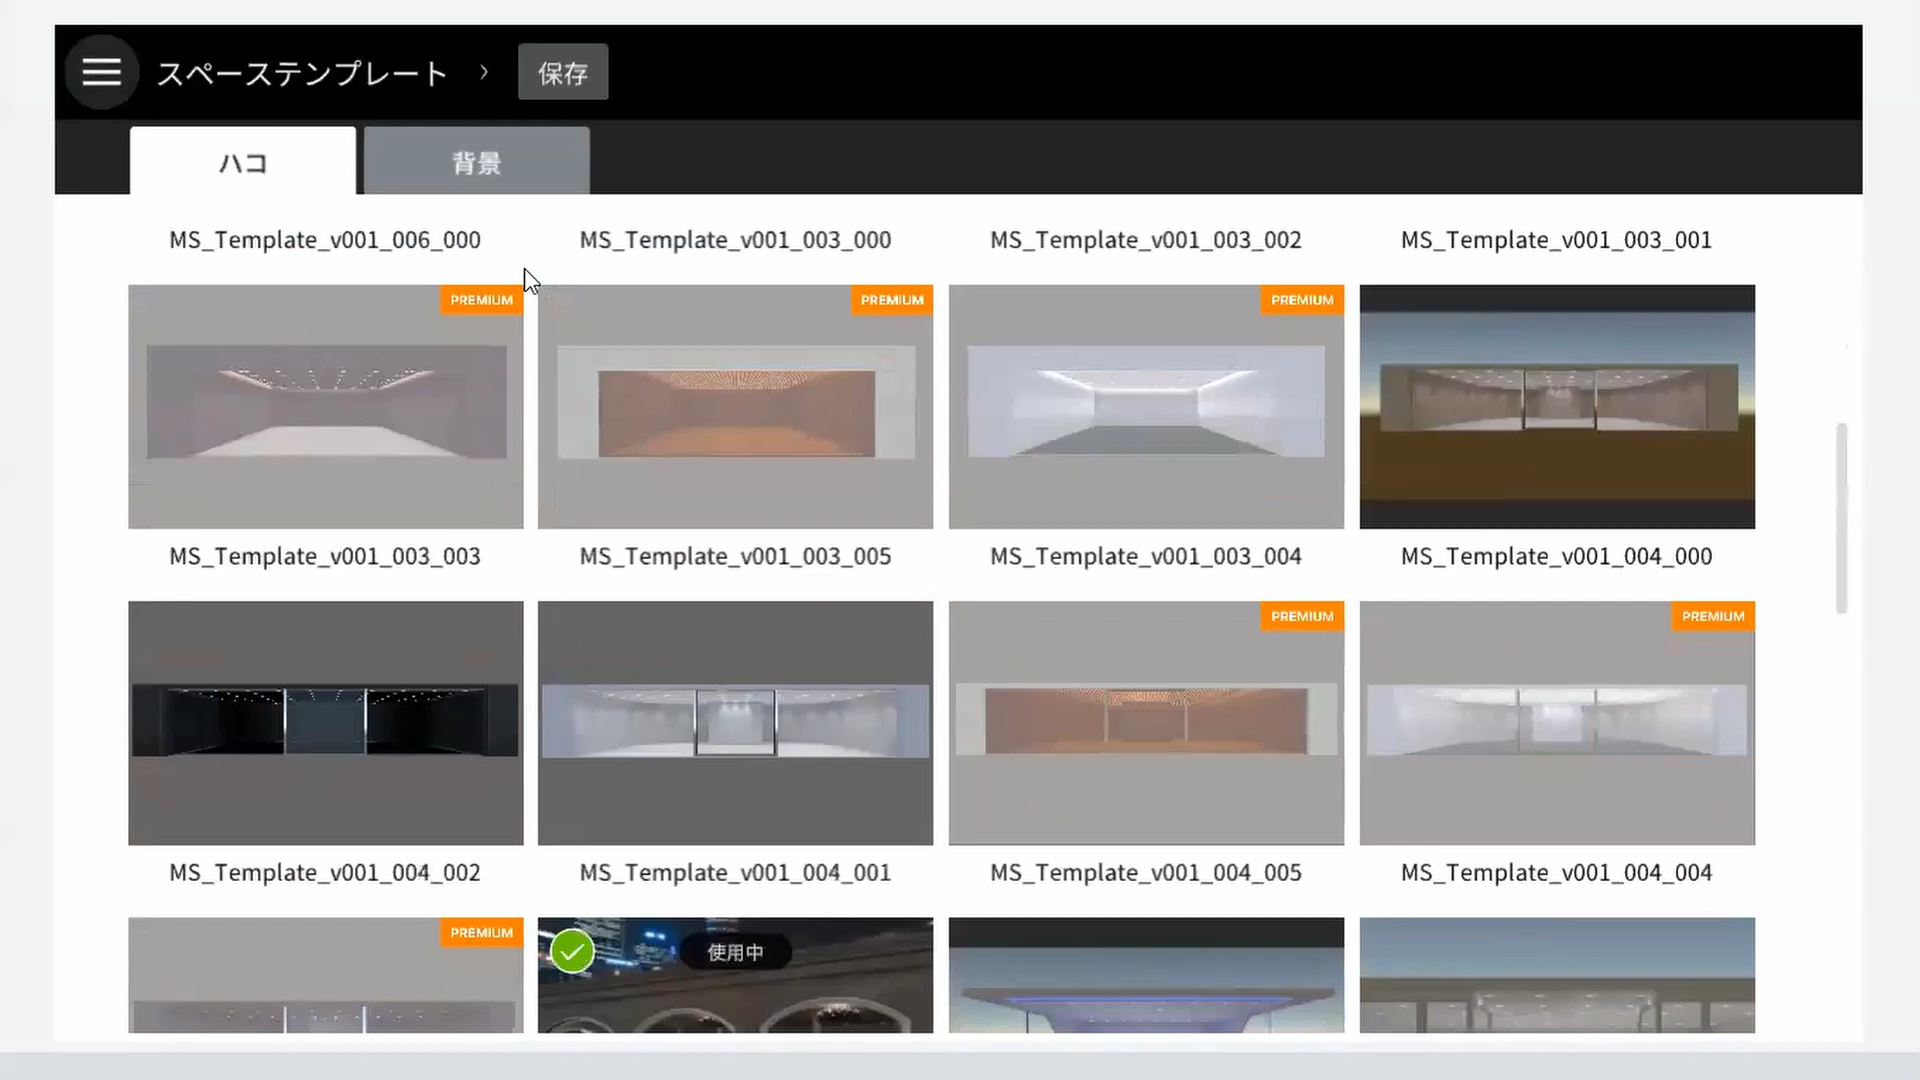 スペーステンプレート
保存
ハコ
背景
MS_Template_v001_006_000
MS_Template_v001_003_000
MS_Template_v001_003_002
MS_Template_v001_003_001
PREMIUM
PREMIUM
PREMIUM
MS_Template_v001_003_003
MS_Template_v001_003_005
MS_Template_v001_003_004
MS_Template_v001_004_000
PREMIUM
PREMIUM
MS_Template_v001_004_002
MS_Template_v001_004_001
MS_Template_v001_004_005
MS_Template_v001_004_004
PREMIUM
使用中